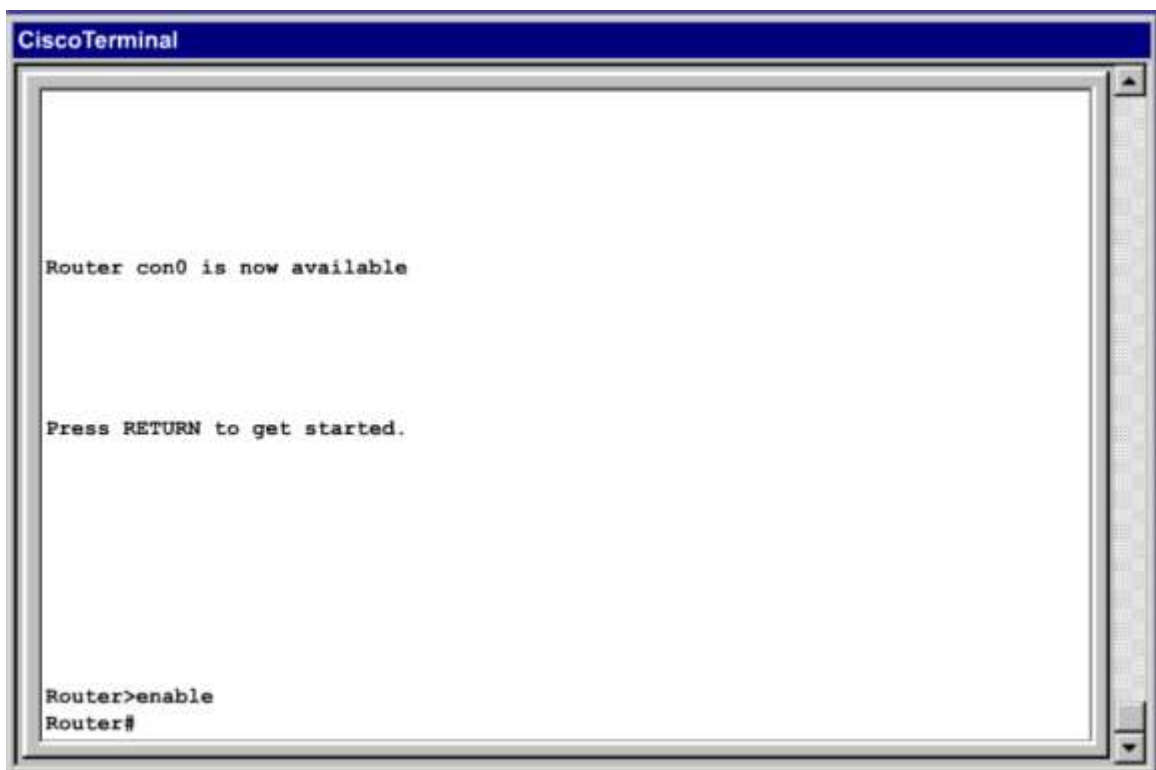 CiscoTerminal
Router con0 is now available
Press RETURN to get started.
Router>enable
Router#